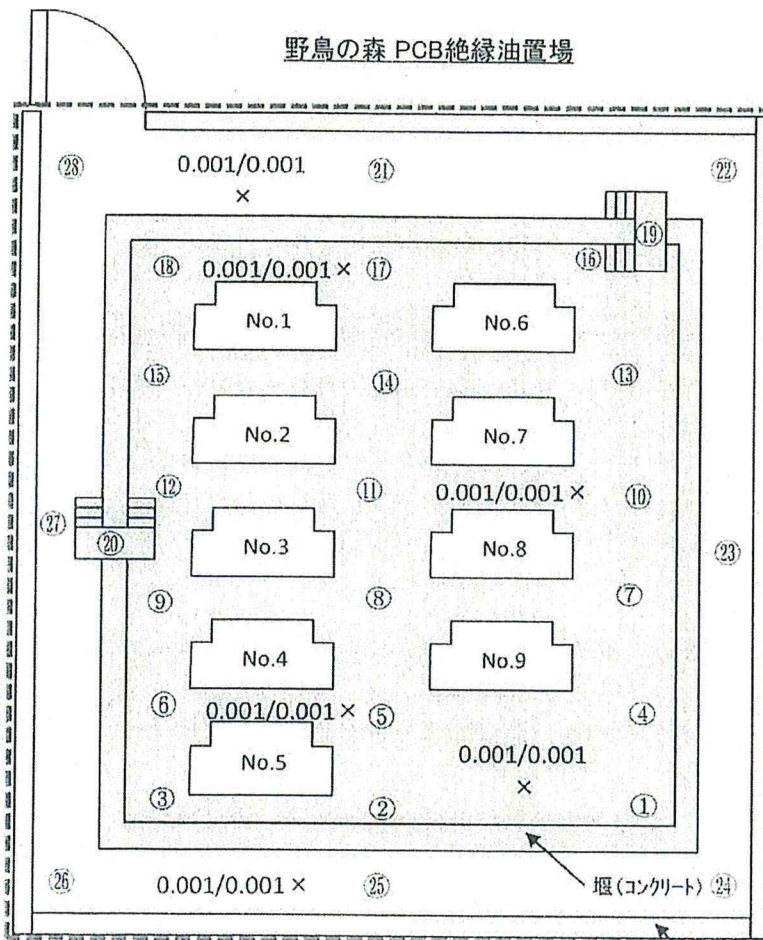 野鳥の森 PCB絶縁油置場
㉘ 0.001/0.001 ㉑ ㉒
×
⑲
⑱ 0.001/0.001 × ⑰ ⑯
No.1 No.6
⑮ ⑭ ⑬
No.2 No.7
⑫ ⑪ 0.001/0.001 × ⑩
㉗ ⑳ No.3 No.8 ㉓
⑨ ⑧ ⑦
No.4 No.9
⑥ 0.001/0.001 × ⑤ ④
No.5 0.001/0.001
×
③ ② ①
㉖ 0.001/0.001 × ㉕ 堰(コンクリート) ㉔